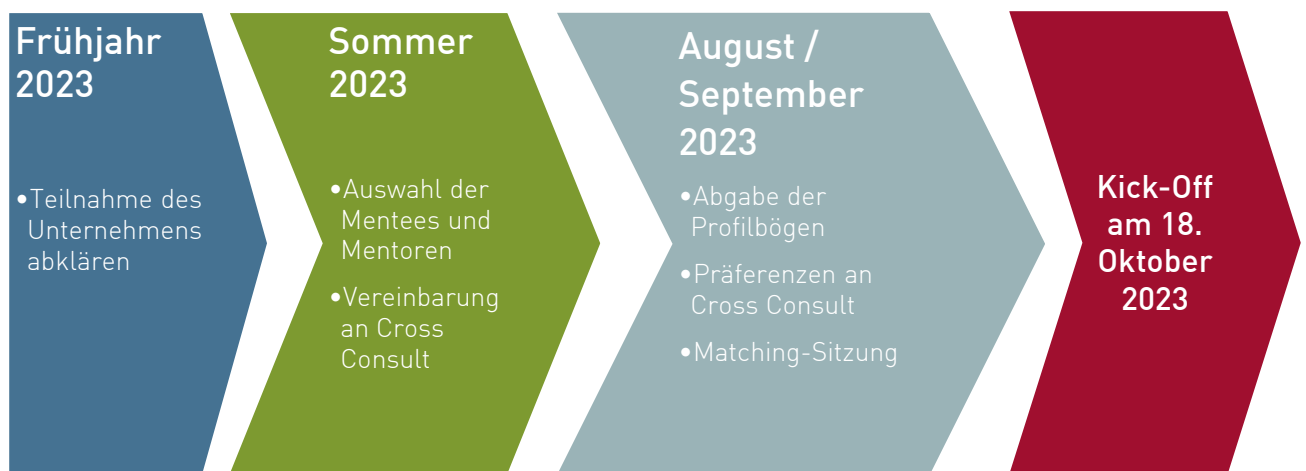 Frühjahr
2023
•Teilnahme des
Unternehmens
abklären
Sommer
2023
•Auswahl der
Mentees und
Mentoren
•Vereinbarung
an Cross
Consult
August /
September
2023
•Abgabe der
Profilbögen
•Präferenzen an
Cross Consult
•Matching-Sitzung
Kick-Off
am 18.
Oktober
2023